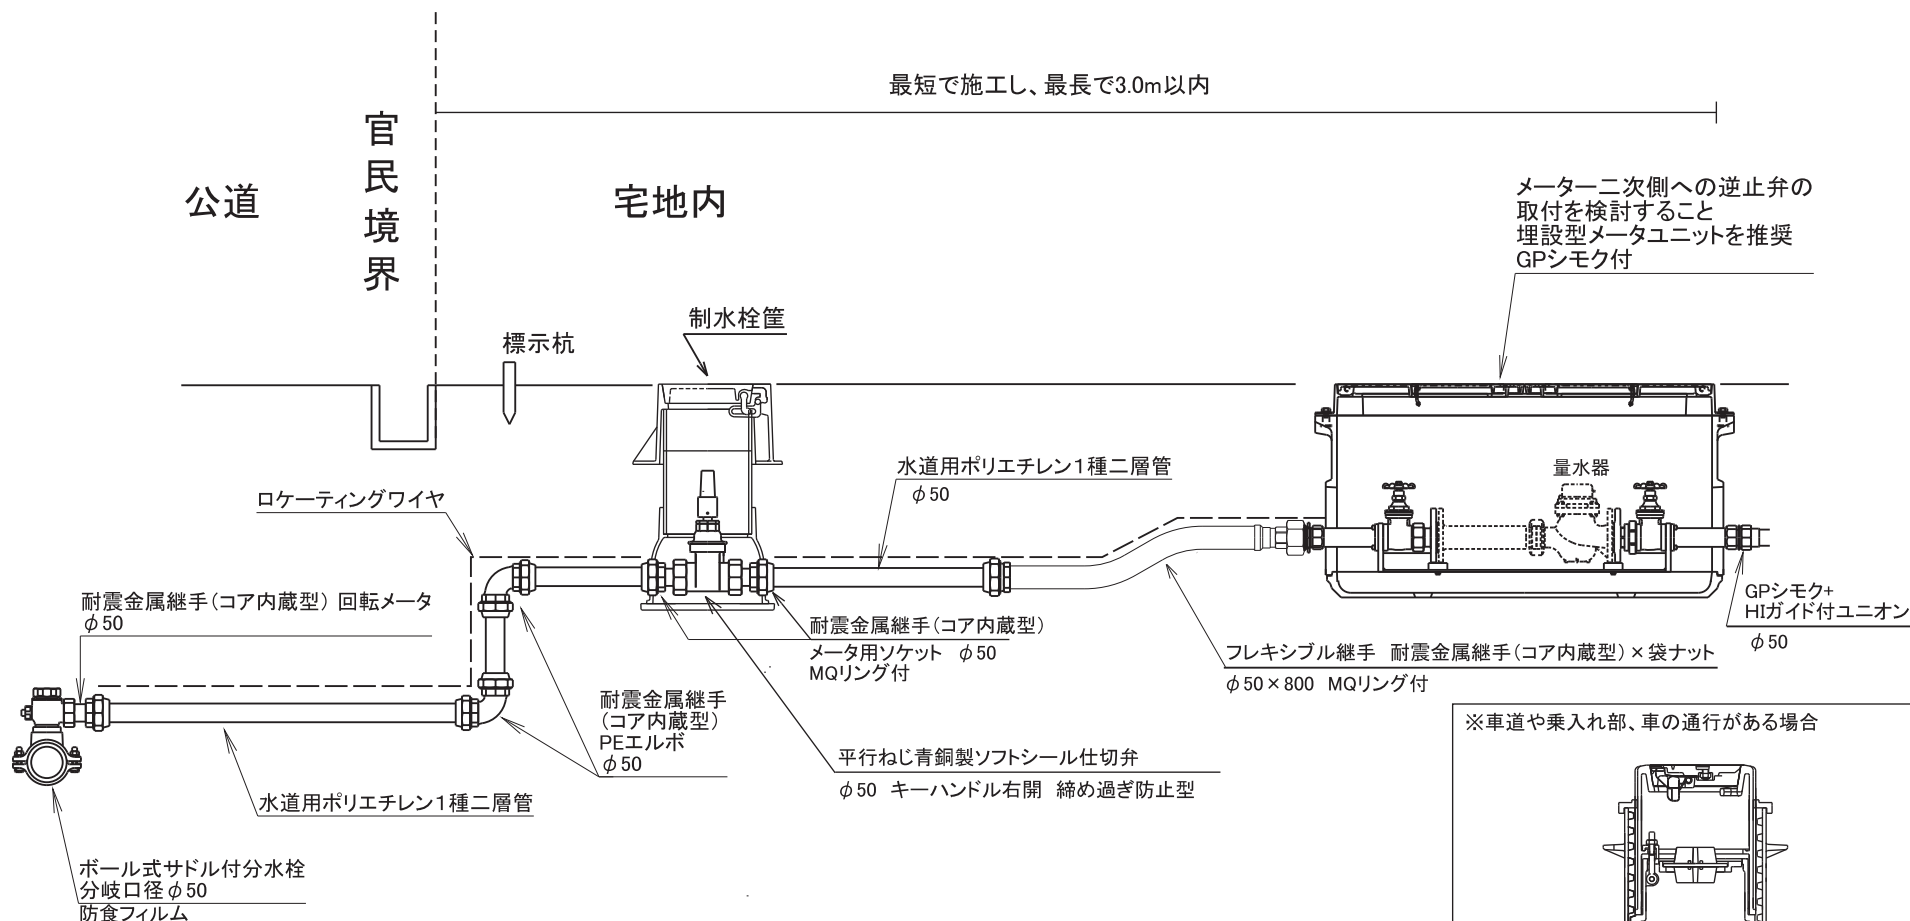 最短で施工し、最長で3.0m以内
公道
官民境界
宅地内
メーター二次側への逆止弁の
取付を検討すること
埋設型メータユニットを推奨
GPシモク付
標示杭
制水栓筐
ロケーティングワイヤ
水道用ポリエチレン1種二層管
φ50
量水器
耐震金属継手(コア内蔵型) 回転メータ
φ50
耐震金属継手(コア内蔵型)
メータ用ソケット φ50
MQリング付
GPシモク+
HIガイド付ユニオン
φ50
フレキシブル継手 耐震金属継手(コア内蔵型)×袋ナット
φ50×800 MQリング付
耐震金属継手
(コア内蔵型)
PEエルボ
φ50
平行ねじ青銅製ソフトシール仕切弁
φ50 キーハンドル右開 締め過ぎ防止型
水道用ポリエチレン1種二層管
ボール式サドル付分水栓
分岐口径φ50
防食フィルム
※車道や乗入れ部、車の通行がある場合